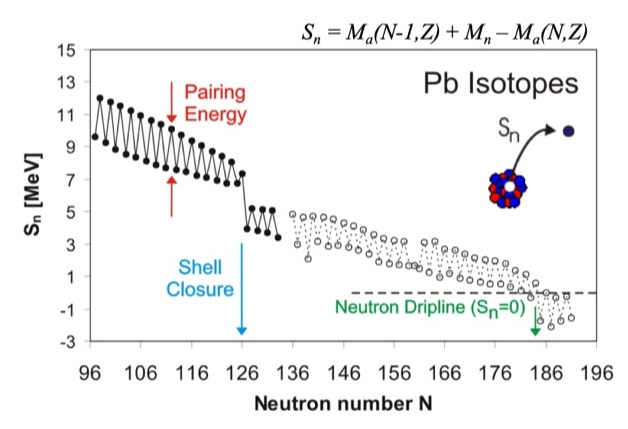 Sn = Ma(N-1,Z) + Mn – Ma(N,Z)
15
13
11
9
7
5
3
1
-1
-3
Sn [MeV]
Pb Isotopes
Pairing
Energy
Sn
Shell
Closure
Neutron Dripline (Sn=0)
96 106 116 126 136 146 156 166 176 186 196
Neutron number N